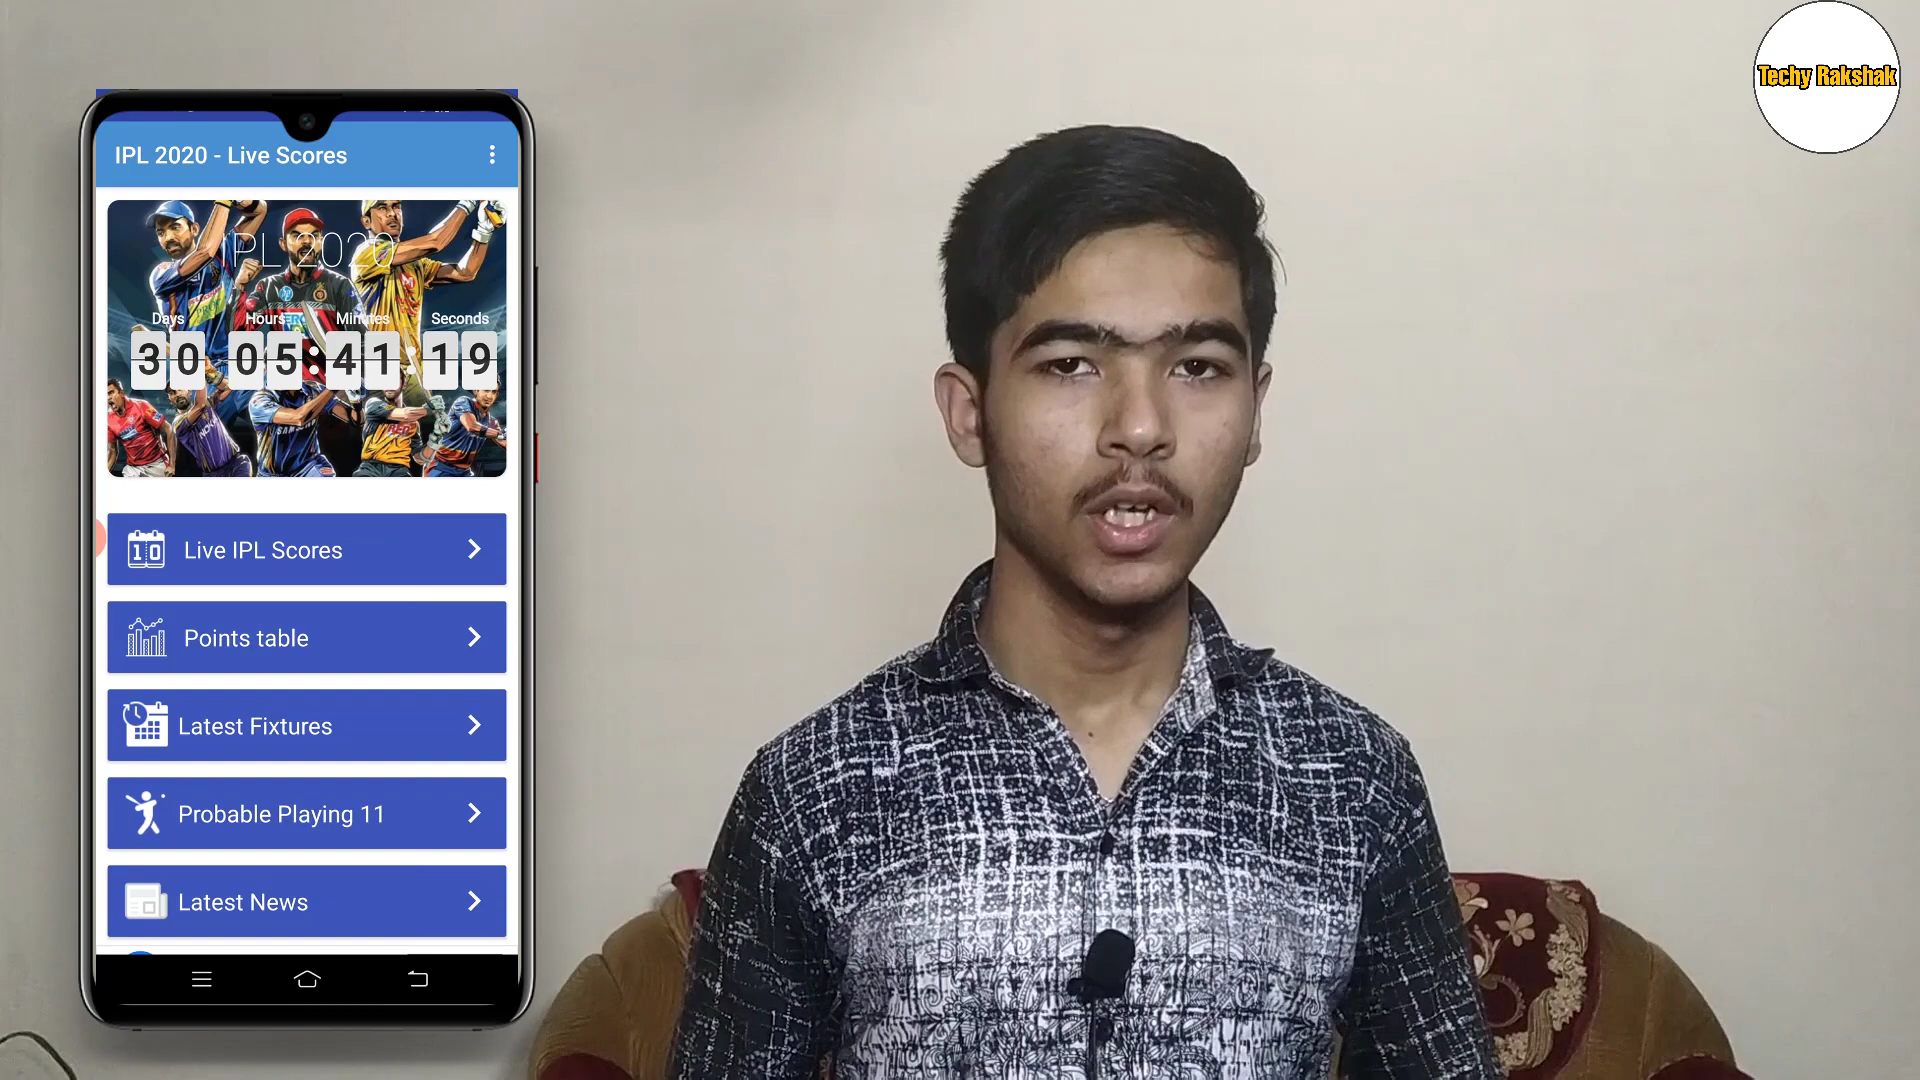 Techy Rakshak
IPL 2020 - Live Scores
IPL 2020
Days Hours Minutes Seconds
30 05:41:19
Live IPL Scores
Points table
Latest Fixtures
Probable Playing 11
Latest News